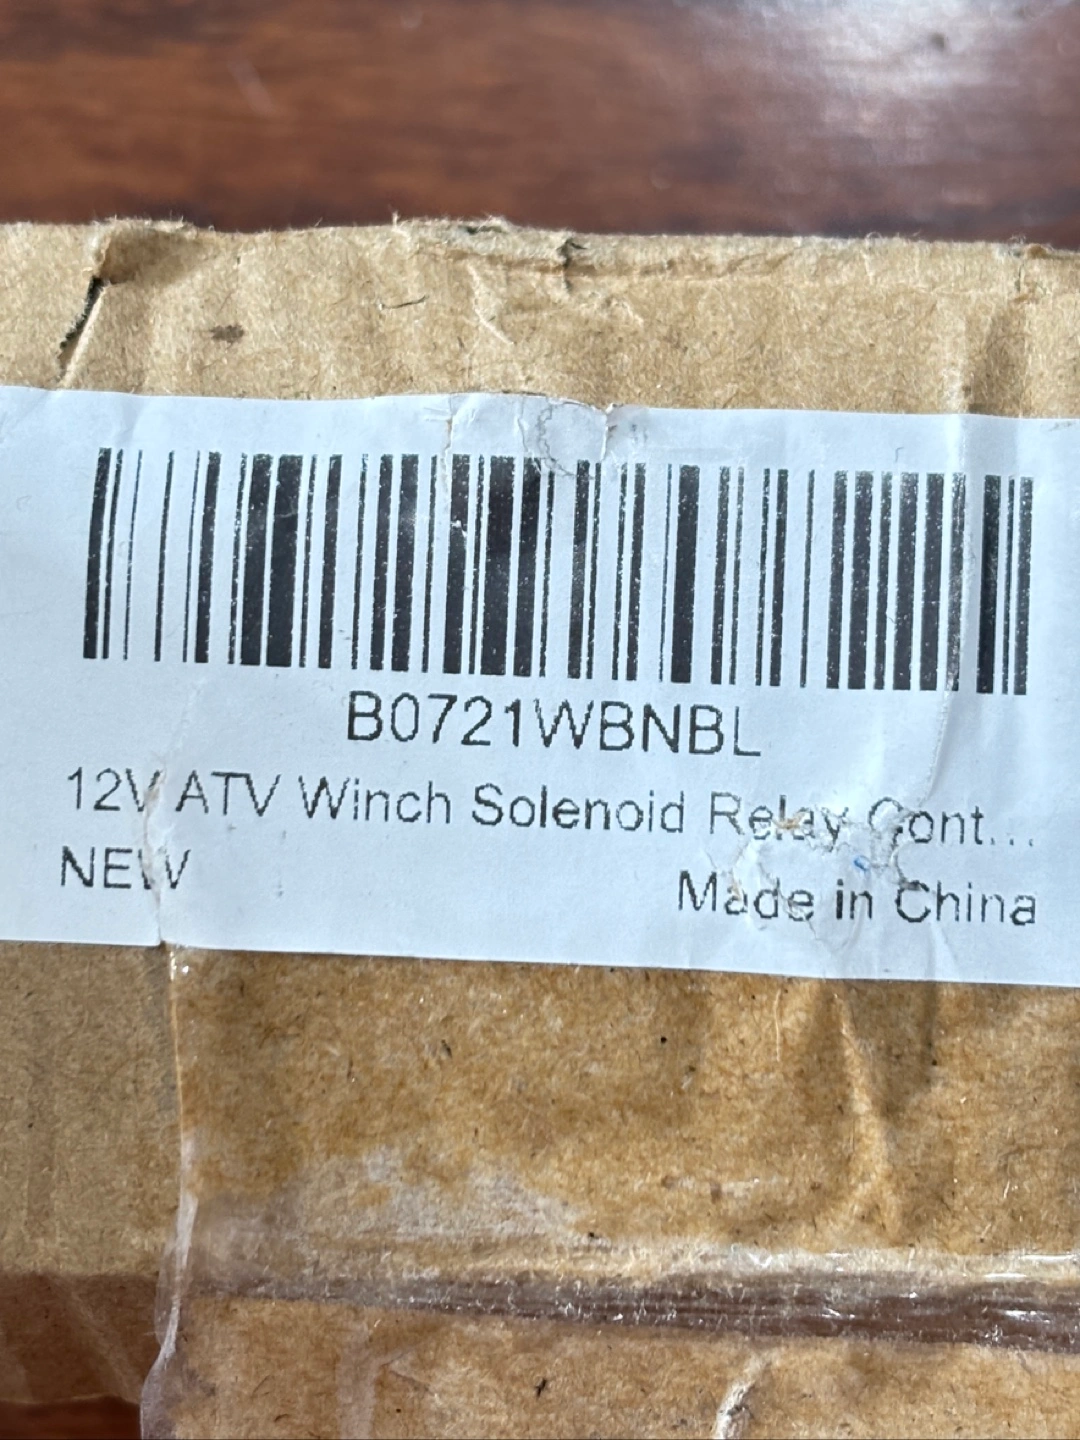 B0721WBNBL
12V ATV Winch Solenoid Relay Cont...
NEW
Made in China